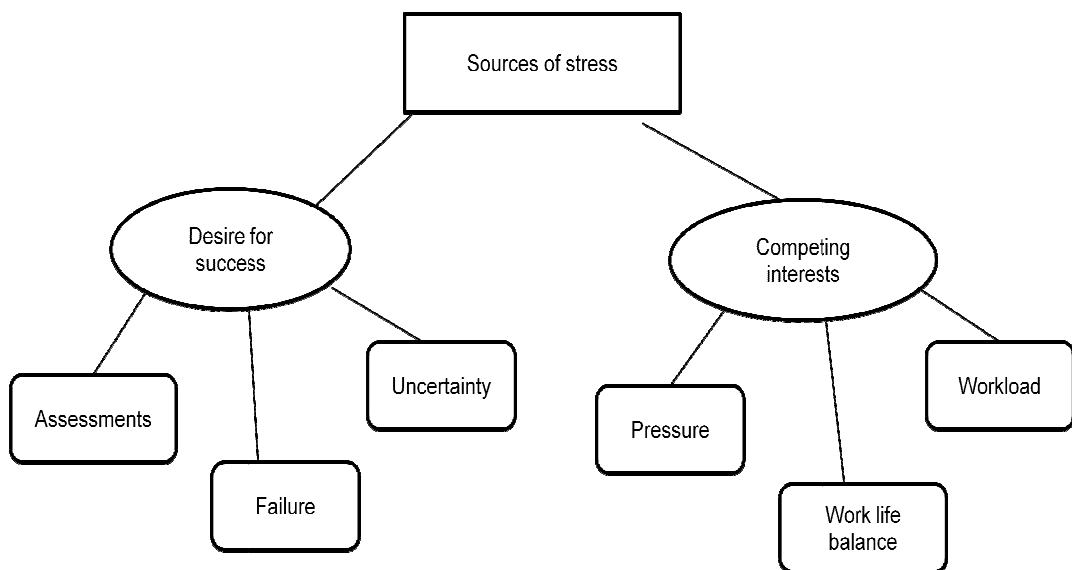 Sources of stress
Desire for
success
Competing
interests
Assessments
Failure
Uncertainty
Pressure
Work life
balance
Workload